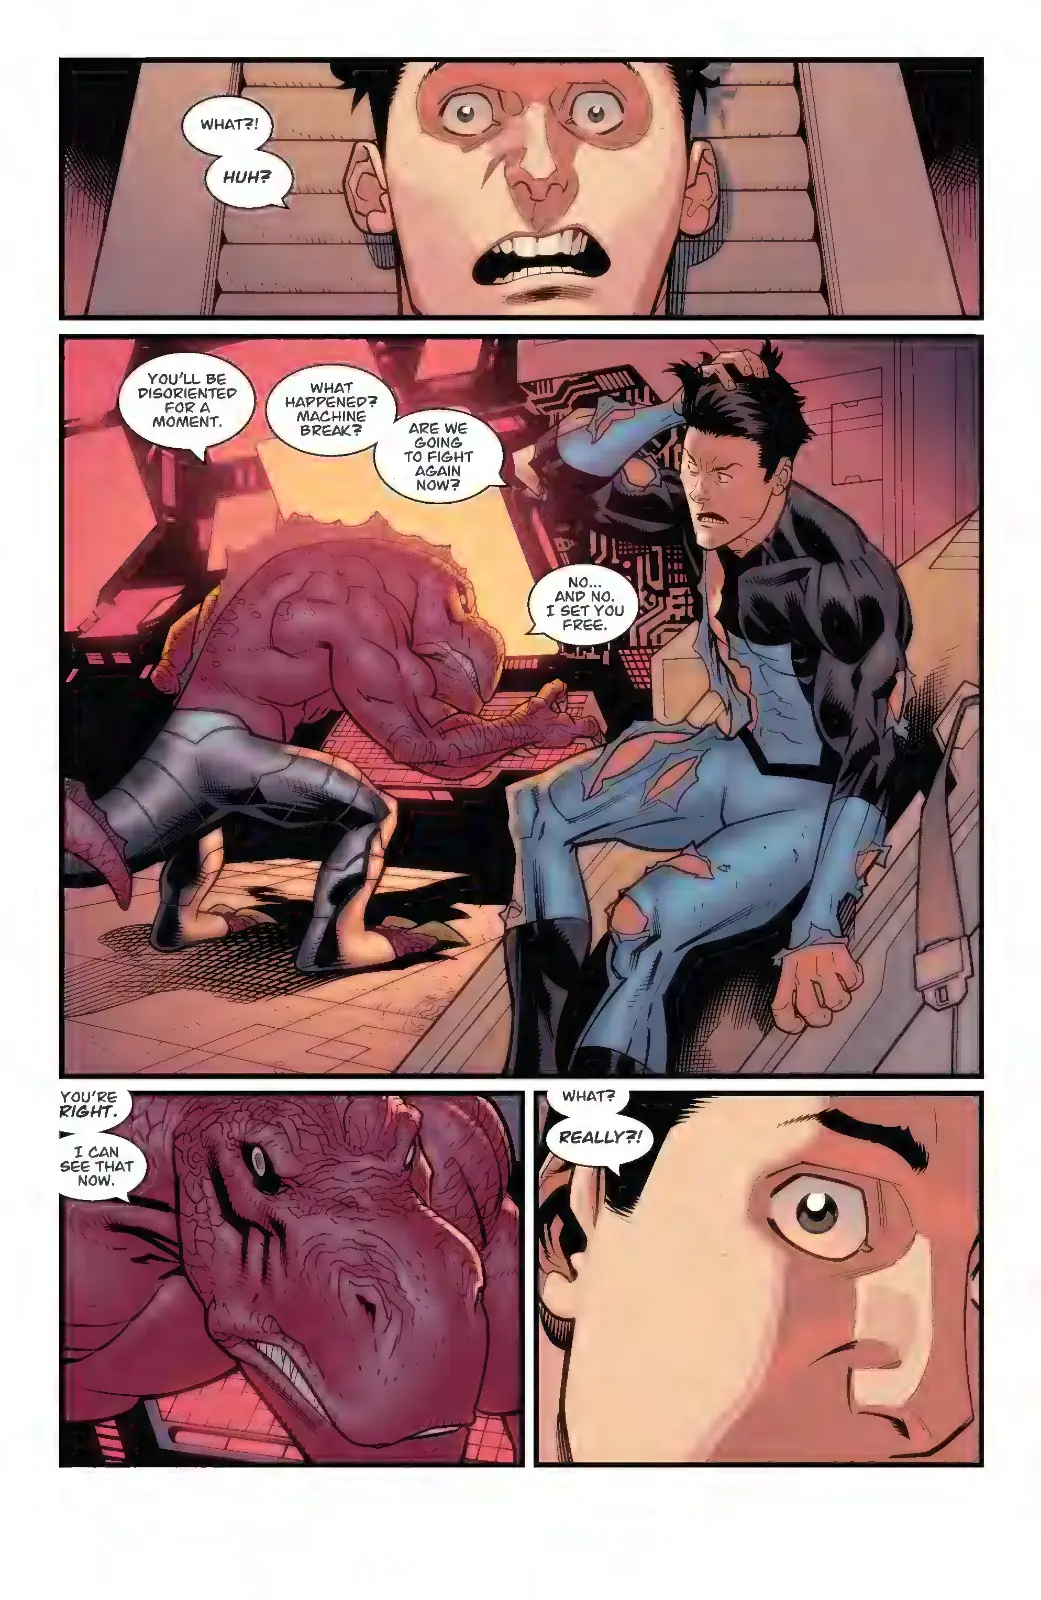 WHAT?!
HUH?
YOU'LL BE
DISORIENTED
FOR A
MOMENT.
WHAT
HAPPENED?
MACHINE
BREAK?
ARE WE
GOING
TO FIGHT
AGAIN
NOW?
NO...
AND NO.
I SET YOU
FREE.
YOU'RE
RIGHT.
I CAN
SEE THAT
NOW.
WHAT?
REALLY?!